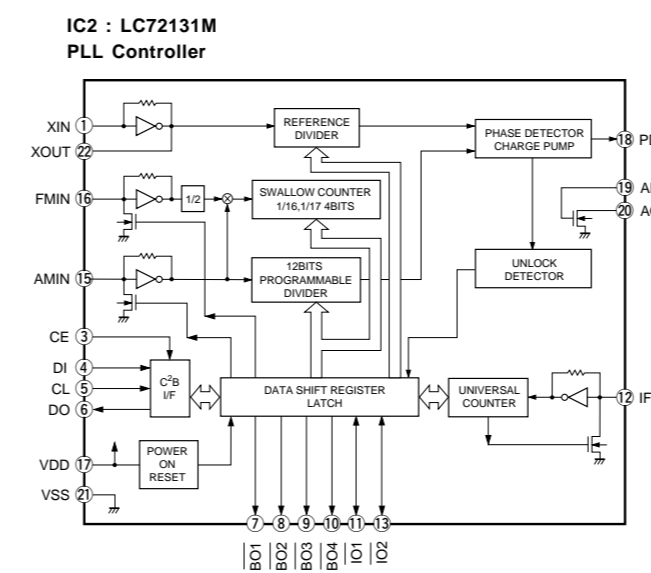 IC2 : LC72131M
PLL Controller
XIN 1
XOUT 22
FMIN 16
AMIN 15
CE 3
DI 4
CL 5
DO 6
VDD 17
VSS 21
REFERENCE
DIVIDER
1/2
SWALLOW COUNTER
1/16,1/17 4BITS
12BITS
PROGRAMMABLE
DIVIDER
PHASE DETECTOR
CHARGE PUMP
18
19
20
UNLOCK
DETECTOR
C²B
I/F
DATA SHIFT REGISTER
LATCH
UNIVERSAL
COUNTER
12 IF
POWER
ON
RESET
7 8 9 10 11 13
BO1 BO2 BO3 BO4 IO1 IO2